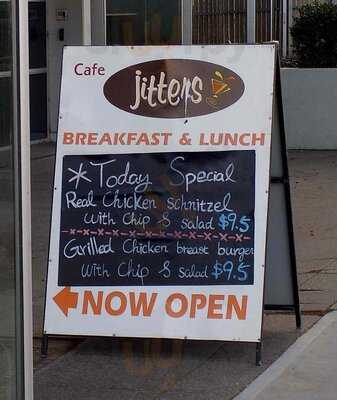 Cafe
Jitters
BREAKFAST & LUNCH
* Today Special
Real Chicken schnitzel
with Chip & salad $9.5
Grilled Chicken breast burger
with Chip & salad $9.5
NOW OPEN